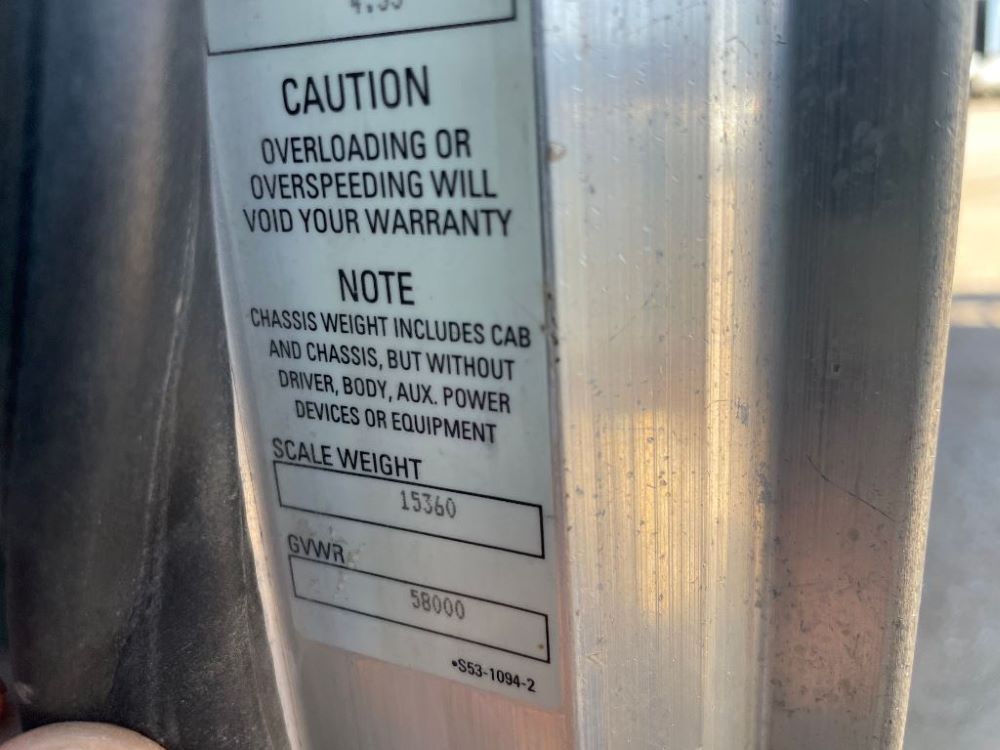 CAUTION
OVERLOADING OR
OVERSPEEDING WILL
VOID YOUR WARRANTY
NOTE
CHASSIS WEIGHT INCLUDES CAB
AND CHASSIS, BUT WITHOUT
DRIVER, BODY, AUX. POWER
DEVICES OR EQUIPMENT
SCALE WEIGHT
15360
GVWR
58000
•S53-1094-2